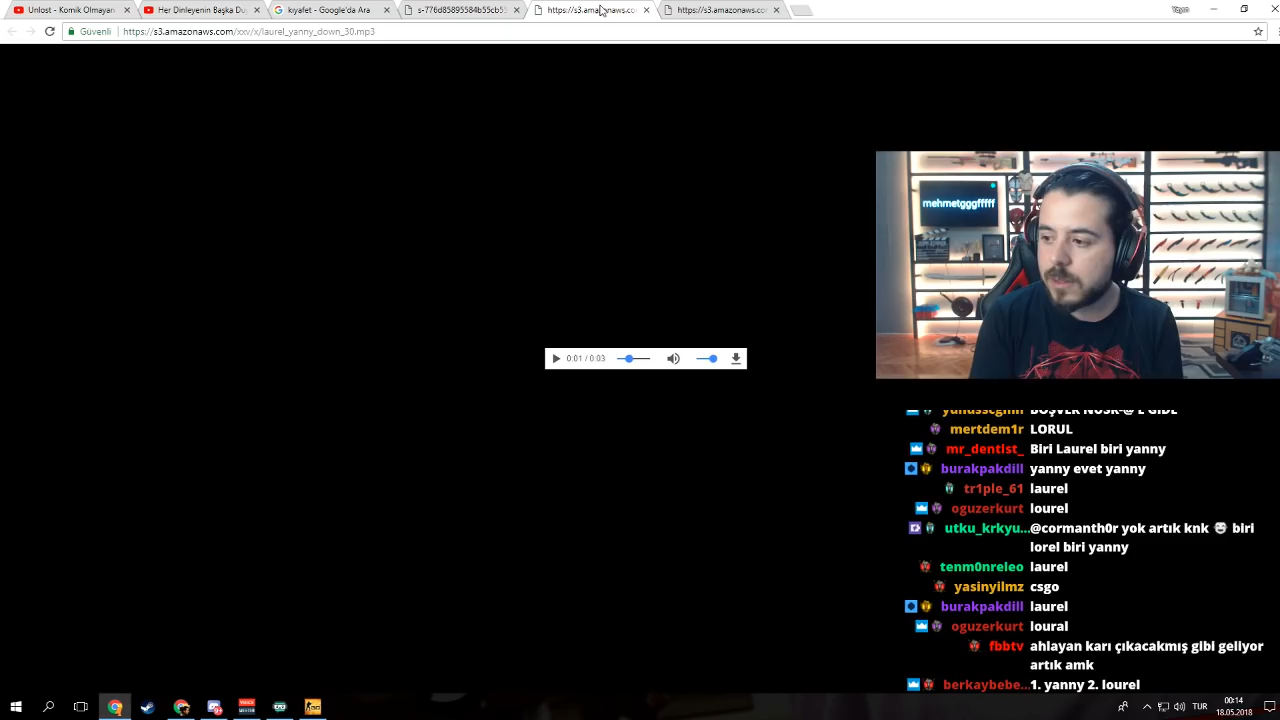 Unlost - Komik Olmayan
Her Dinleyenin Başka Du
kıyafet - Google'da Ara
s-776d85895584b55cb55
https://s3.amazonaws.co
https://s3.amazonaws.co
Yayın
Güvenli
https://s3.amazonaws.com/xxv/x/laurel_yanny_down_30.mp3
mehmetgggfffff
0:01 / 0:03
mertdem1r LORUL
mr_dentist_ Biri Laurel biri yanny
burakpakdill yanny evet yanny
tr1ple_61 laurel
oguzerkurt lourel
utku_krkyu... @cormanth0r yok artık knk biri
lorel biri yanny
tenm0nreleo laurel
yasinyilmz csgo
burakpakdill laurel
oguzerkurt loural
fbbtv ahlayan karı çıkacakmış gibi geliyor
artık amk
berkaybebe... 1. yanny 2. lourel
TUR
00:14
18.05.2018